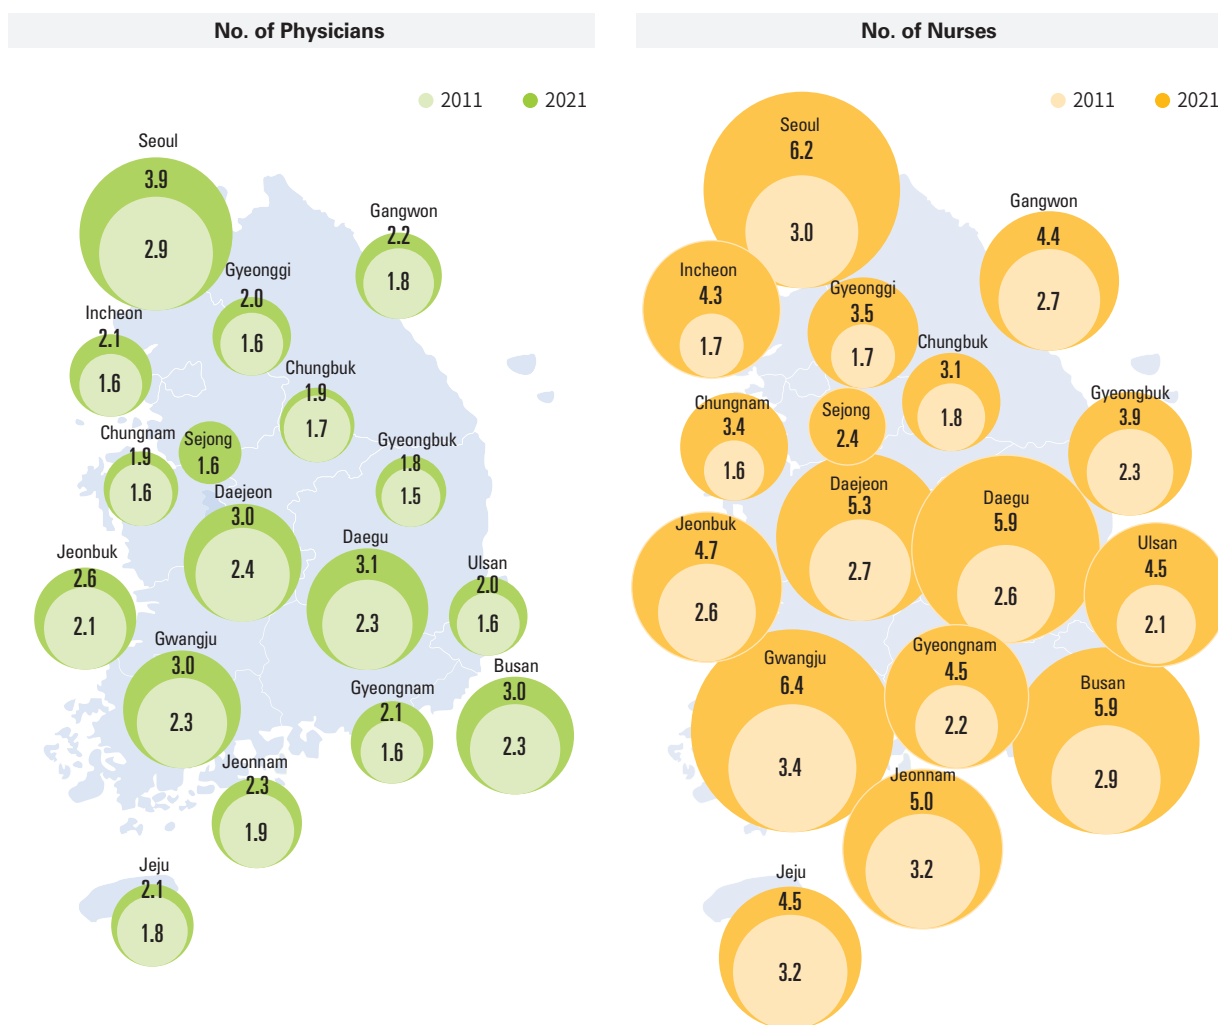 No. of Physicians
2011
2021
Seoul
3.9
2.9
Gangwon
2.2
1.8
Gyeonggi
2.0
1.6
Incheon
2.1
1.6
Chungbuk
1.9
1.7
Chungnam
1.9
1.6
Sejong
1.6
Gyeongbuk
1.8
1.5
Daejeon
3.0
2.4
Daegu
3.1
2.3
Jeonbuk
2.6
2.1
Ulsan
2.0
1.6
Gwangju
3.0
2.3
Gyeongnam
2.1
1.6
Busan
3.0
2.3
Jeonnam
2.3
1.9
Jeju
2.1
1.8
No. of Nurses
2011
2021
Seoul
6.2
3.0
Gangwon
4.4
2.7
Incheon
4.3
1.7
Gyeonggi
3.5
1.7
Chungbuk
3.1
1.8
Gyeongbuk
3.9
2.3
Chungnam
3.4
1.6
Sejong
2.4
Daejeon
5.3
2.7
Daegu
5.9
2.6
Jeonbuk
4.7
2.6
Ulsan
4.5
2.1
Gwangju
6.4
3.4
Gyeongnam
4.5
2.2
Busan
5.9
2.9
Jeonnam
5.0
3.2
Jeju
4.5
3.2